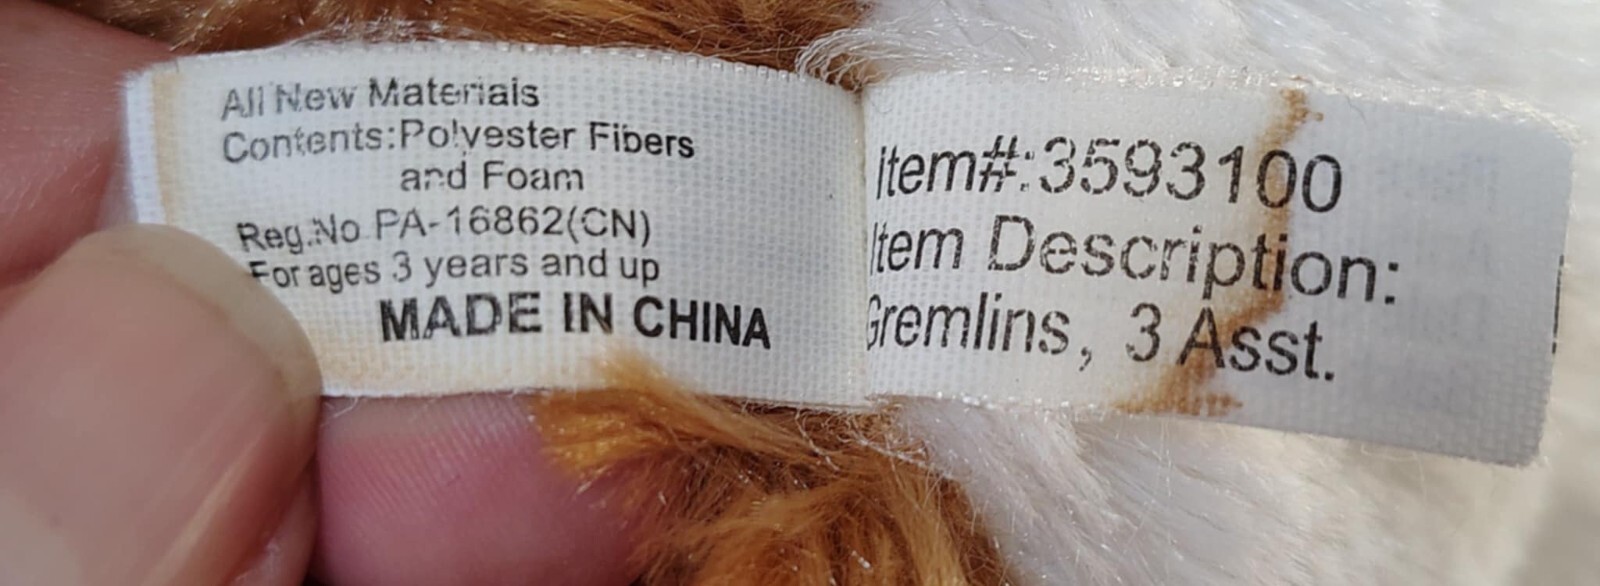 All New Materials
Contents:Polyester Fibers
and Foam
Reg.No PA-16862(CN)
For ages 3 years and up
MADE IN CHINA
Item#:3593100
Item Description:
Gremlins, 3 Asst.